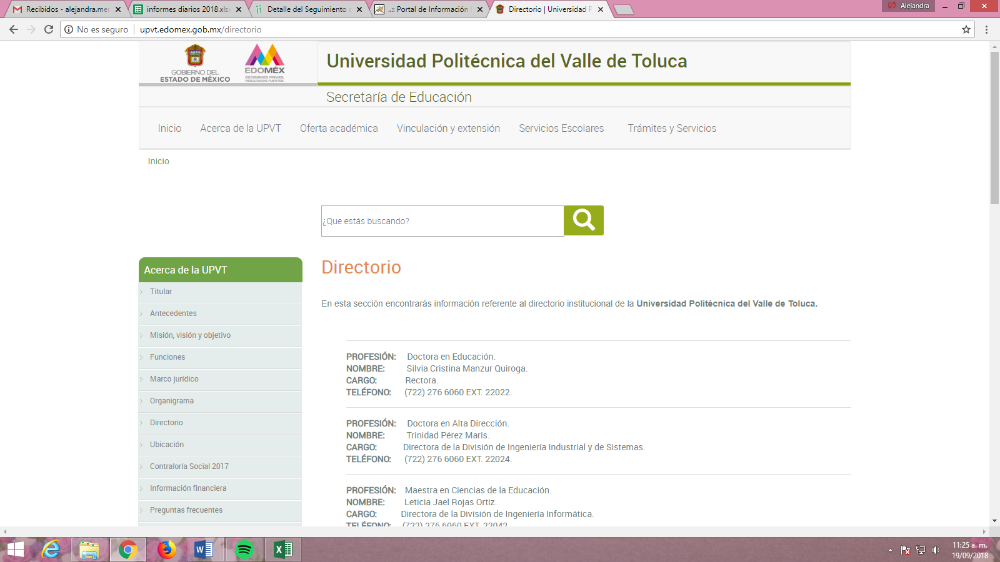 Recibidos - alejandra.mer
informes diarios 2018.xls
Detalle del Seguimiento
..:: Portal de Información
Directorio | Universidad P
Alejandra
No es seguro
upvt.edomex.gob.mx/directorio
GOBIERNO DEL
ESTADO DE MÉXICO
EDOMÉX
DECISIONES FIRMES,
RESULTADOS FUERTES.
Universidad Politécnica del Valle de Toluca
Secretaría de Educación
Inicio Acerca de la UPVT Oferta académica Vinculación y extensión Servicios Escolares Trámites y Servicios
Inicio
¿Que estás buscando?
Acerca de la UPVT
Titular
Antecedentes
Misión, visión y objetivo
Funciones
Marco jurídico
Organigrama
Directorio
Ubicación
Contraloría Social 2017
Información financiera
Preguntas frecuentes
Directorio
En esta sección encontrarás información referente al directorio institucional de la Universidad Politécnica del Valle de Toluca.
PROFESIÓN: Doctora en Educación.
NOMBRE: Silvia Cristina Manzur Quiroga.
CARGO: Rectora.
TELÉFONO: (722) 276 6060 EXT. 22022.
PROFESIÓN: Doctora en Alta Dirección.
NOMBRE: Trinidad Pérez Maris.
CARGO: Directora de la División de Ingeniería Industrial y de Sistemas.
TELÉFONO: (722) 276 6060 EXT. 22024.
PROFESIÓN: Maestra en Ciencias de la Educación.
NOMBRE: Leticia Jael Rojas Ortiz.
CARGO: Directora de la División de Ingeniería Informática.
TELÉFONO: (722) 276 6060 EXT. 22042
11:25 a. m.
19/09/2018